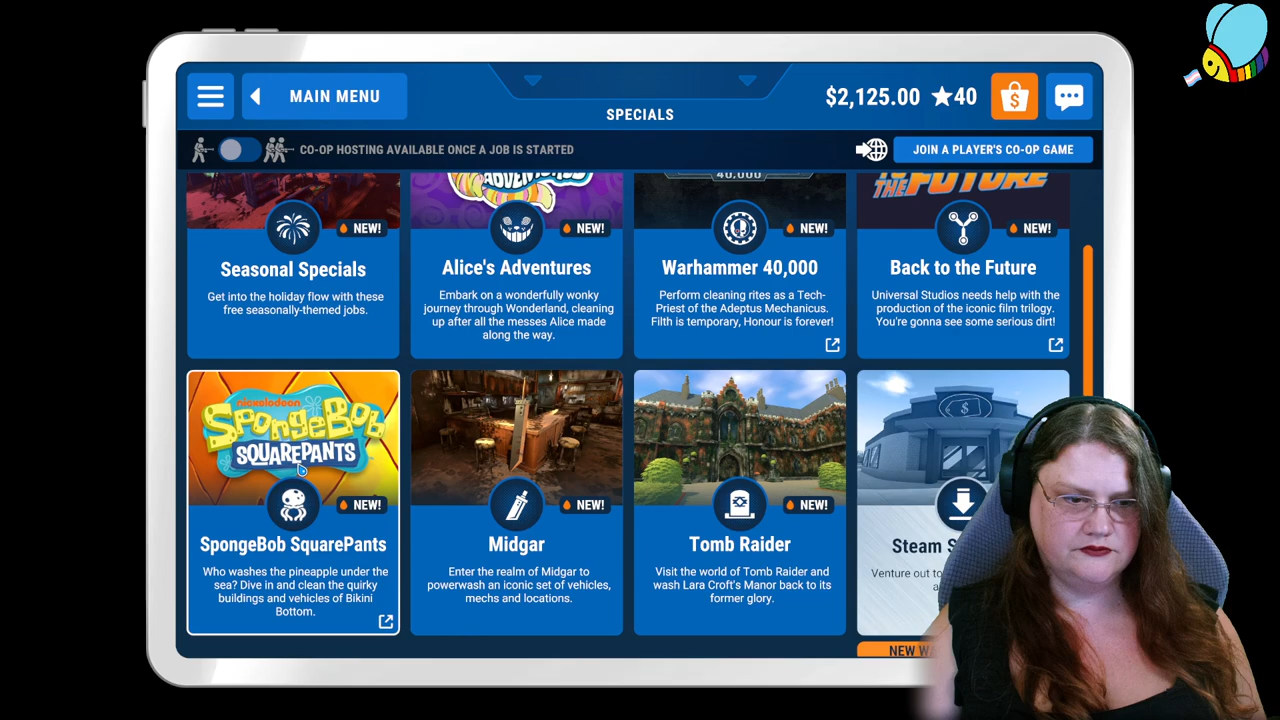 MAIN MENU
$2,125.00 ★40
SPECIALS
CO-OP HOSTING AVAILABLE ONCE A JOB IS STARTED
JOIN A PLAYER'S CO-OP GAME
NEW!
Seasonal Specials
Get into the holiday flow with these
free seasonally-themed jobs.
ADVENTURES
NEW!
Alice's Adventures
Embark on a wonderfully wonky
journey through Wonderland, cleaning
up after all the messes Alice made
along the way.
40,000
NEW!
Warhammer 40,000
Perform cleaning rites as a Tech-
Priest of the Adeptus Mechanicus.
Filth is temporary, Honour is forever!
TO THE FUTURE
NEW!
Back to the Future
Universal Studios needs help with the
production of the iconic film trilogy.
You're gonna see some serious dirt!
nickelodeon
SpongeBob
SQUAREPANTS
NEW!
SpongeBob SquarePants
Who washes the pineapple under the
sea? Dive in and clean the quirky
buildings and vehicles of Bikini
Bottom.
NEW!
Midgar
Enter the realm of Midgar to
powerwash an iconic set of vehicles,
mechs and locations.
NEW!
Tomb Raider
Visit the world of Tomb Raider and
wash Lara Croft's Manor back to its
former glory.
Steam
Venture out to
NEW